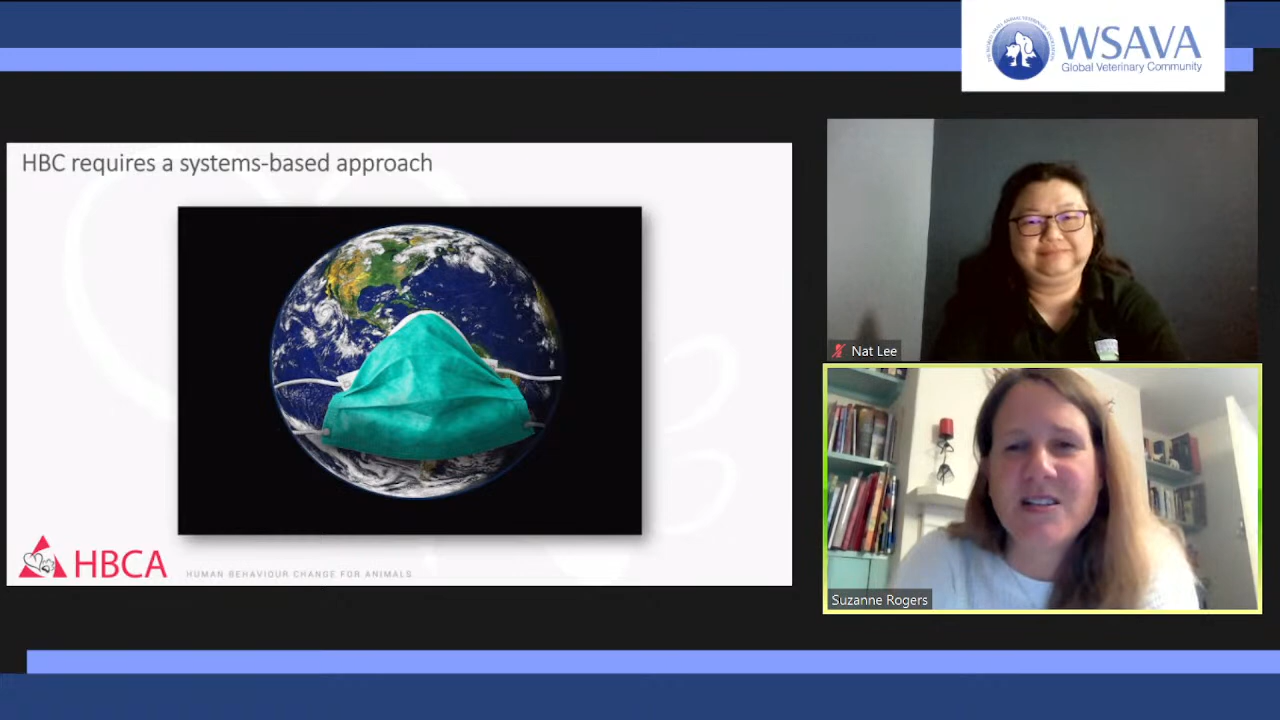 WSAVA
Global Veterinary Community
HBC requires a systems-based approach
Nat Lee
HBCA
HUMAN BEHAVIOUR CHANGE FOR ANIMALS
Suzanne Rogers